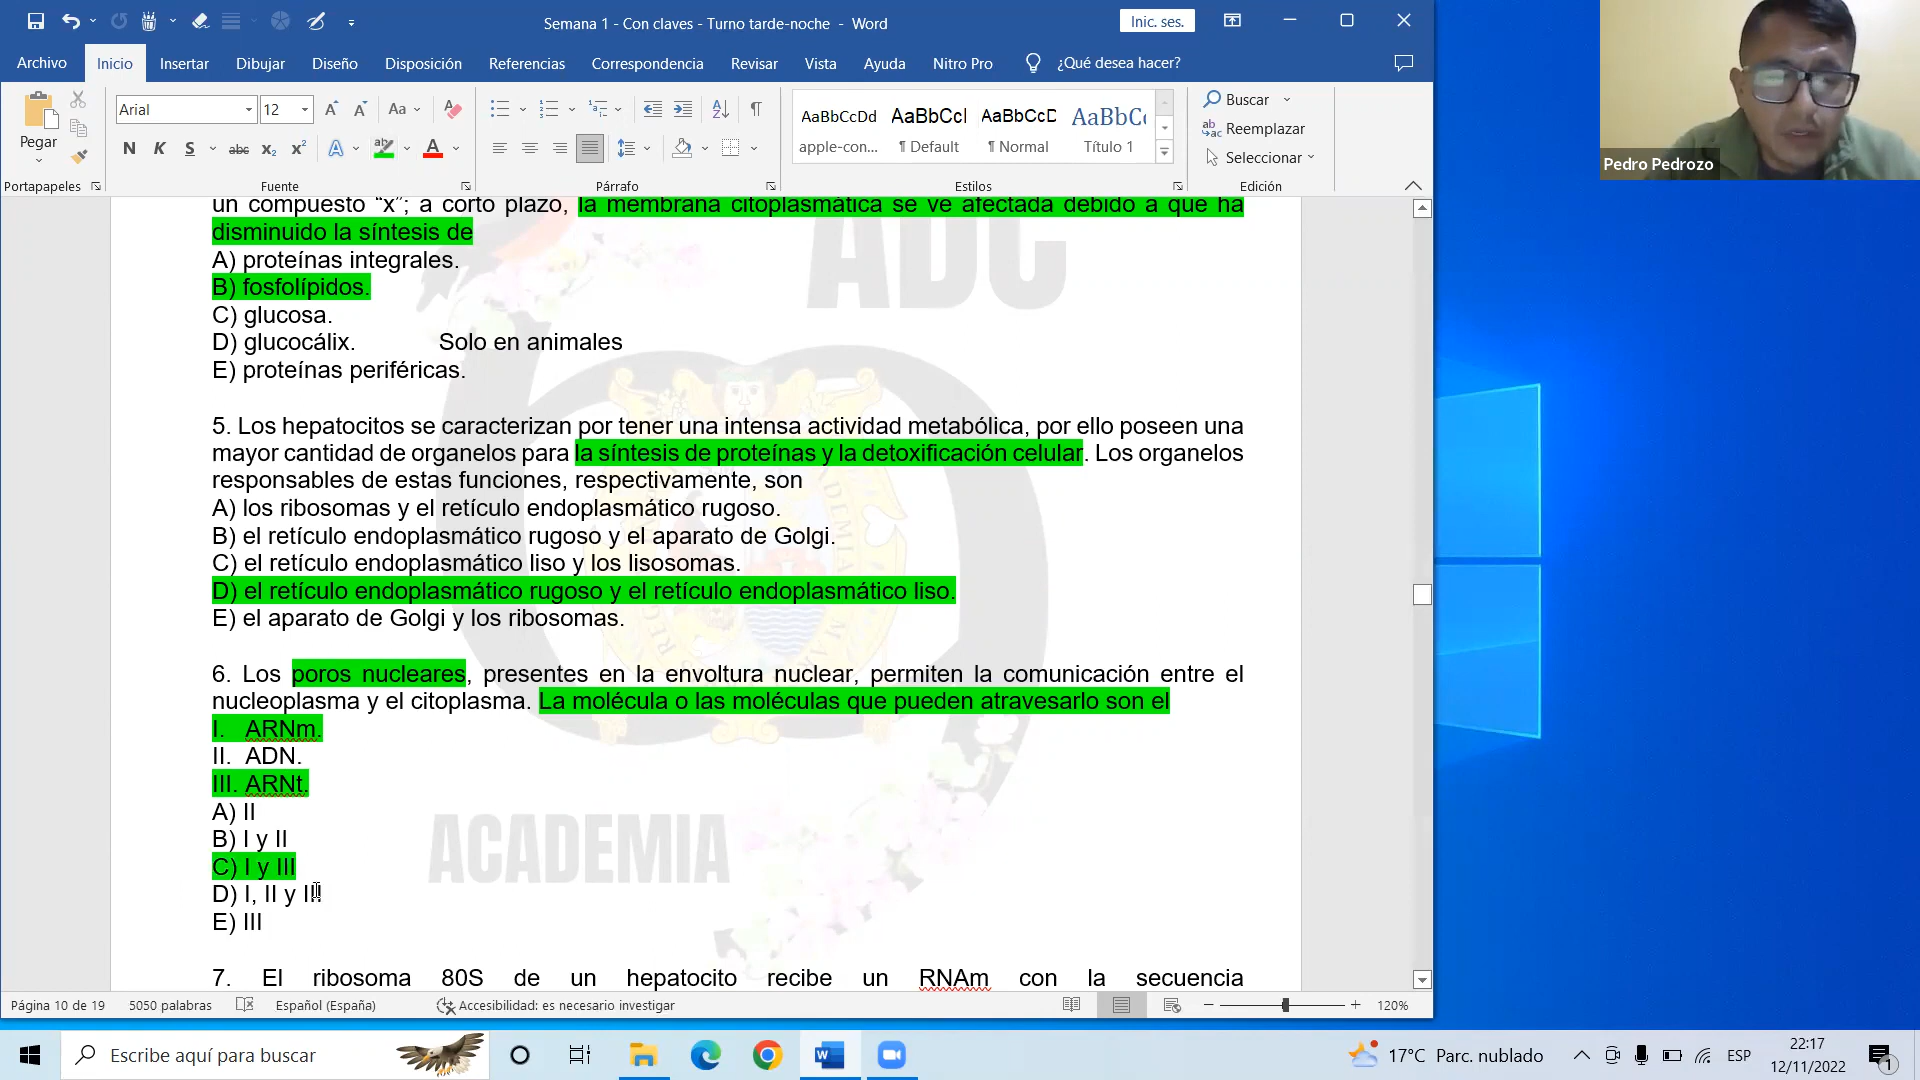 Semana 1 - Con claves - Turno tarde-noche - Word
Inic. ses.
Archivo Inicio Insertar Dibujar Diseño Disposición Referencias Correspondencia Revisar Vista Ayuda Nitro Pro ¿Qué desea hacer?
Pegar
Arial 12
Portapapeles Fuente Párrafo Estilos Edición
AaBbCcDd AaBbCcI AaBbCcD AaBbC
apple-con... ¶ Default ¶ Normal Título 1
Buscar
Reemplazar
Seleccionar
Pedro Pedrozo
un compuesto “x”; a corto plazo, la membrana citoplasmática se ve afectada debido a que ha
disminuido la síntesis de
A) proteínas integrales.
B) fosfolípidos.
C) glucosa.
D) glucocálix. Solo en animales
E) proteínas periféricas.
5. Los hepatocitos se caracterizan por tener una intensa actividad metabólica, por ello poseen una
mayor cantidad de organelos para la síntesis de proteínas y la detoxificación celular. Los organelos
responsables de estas funciones, respectivamente, son
A) los ribosomas y el retículo endoplasmático rugoso.
B) el retículo endoplasmático rugoso y el aparato de Golgi.
C) el retículo endoplasmático liso y los lisosomas.
D) el retículo endoplasmático rugoso y el retículo endoplasmático liso.
E) el aparato de Golgi y los ribosomas.
6. Los poros nucleares, presentes en la envoltura nuclear, permiten la comunicación entre el
nucleoplasma y el citoplasma. La molécula o las moléculas que pueden atravesarlo son el
I. ARNm.
II. ADN.
III. ARNt.
A) II
B) I y II
C) I y III
D) I, II y III
E) III
7. El ribosoma 80S de un hepatocito recibe un RNAm con la secuencia
ADC
ACADEMIA
Página 10 de 19 5050 palabras Español (España) Accesibilidad: es necesario investigar 120%
Escribe aquí para buscar
17°C Parc. nublado
ESP
22:17
12/11/2022
1